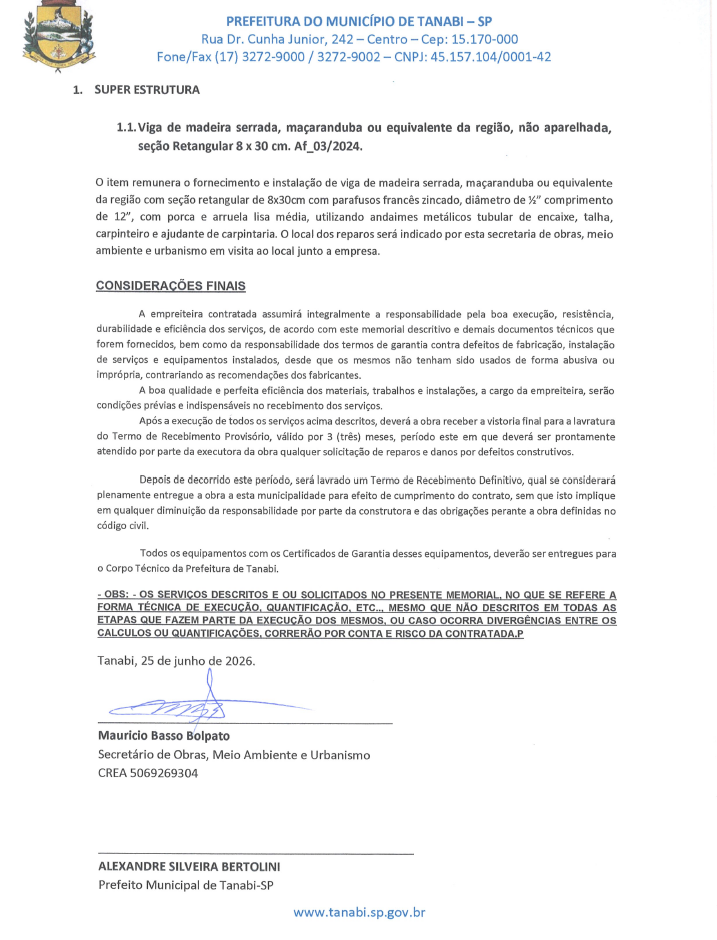 PREFEITURA DO MUNICÍPIO DE TANABI – SP
Rua Dr. Cunha Junior, 242 – Centro – Cep: 15.170-000
Fone/Fax (17) 3272-9000 / 3272-9002 – CNPJ: 45.157.104/0001-42
1. SUPER ESTRUTURA
1.1.Viga de madeira serrada, maçaranduba ou equivalente da região, não aparelhada,
seção Retangular 8 x 30 cm. Af_03/2024.
O item remunera o fornecimento e instalação de viga de madeira serrada, maçaranduba ou equivalente
da região com seção retangular de 8x30cm com parafusos francês zincado, diâmetro de ½” comprimento
de 12”, com porca e arruela lisa média, utilizando andaimes metálicos tubular de encaixe, talha,
carpinteiro e ajudante de carpintaria. O local dos reparos será indicado por esta secretaria de obras, meio
ambiente e urbanismo em visita ao local junto a empresa.
CONSIDERAÇÕES FINAIS
A empreiteira contratada assumirá integralmente a responsabilidade pela boa execução, resistência,
durabilidade e eficiência dos serviços, de acordo com este memorial descritivo e demais documentos técnicos que
forem fornecidos, bem como da responsabilidade dos termos de garantia contra defeitos de fabricação, instalação
de serviços e equipamentos instalados, desde que os mesmos não tenham sido usados de forma abusiva ou
imprópria, contrariando as recomendações dos fabricantes.
A boa qualidade e perfeita eficiência dos materiais, trabalhos e instalações, a cargo da empreiteira, serão
condições prévias e indispensáveis no recebimento dos serviços.
Após a execução de todos os serviços acima descritos, deverá a obra receber a vistoria final para a lavratura
do Termo de Recebimento Provisório, válido por 3 (três) meses, período este em que deverá ser prontamente
atendido por parte da executora da obra qualquer solicitação de reparos e danos por defeitos construtivos.
Depois de decorrido este período, será lavrado um Termo de Recebimento Definitivo, qual se considerará
plenamente entregue a obra a esta municipalidade para efeito de cumprimento do contrato, sem que isto implique
em qualquer diminuição da responsabilidade por parte da construtora e das obrigações perante a obra definidas no
código civil.
Todos os equipamentos com os Certificados de Garantia desses equipamentos, deverão ser entregues para
o Corpo Técnico da Prefeitura de Tanabi.
- OBS: - OS SERVIÇOS DESCRITOS E OU SOLICITADOS NO PRESENTE MEMORIAL, NO QUE SE REFERE A
FORMA TÉCNICA DE EXECUÇÃO, QUANTIFICAÇÃO, ETC.., MESMO QUE NÃO DESCRITOS EM TODAS AS
ETAPAS QUE FAZEM PARTE DA EXECUÇÃO DOS MESMOS, OU CASO OCORRA DIVERGÊNCIAS ENTRE OS
CALCULOS OU QUANTIFICAÇÕES, CORRERÃO POR CONTA E RISCO DA CONTRATADA.P
Tanabi, 25 de junho de 2026.
Mauricio Basso Bolpato
Secretário de Obras, Meio Ambiente e Urbanismo
CREA 5069269304
ALEXANDRE SILVEIRA BERTOLINI
Prefeito Municipal de Tanabi-SP
www.tanabi.sp.gov.br